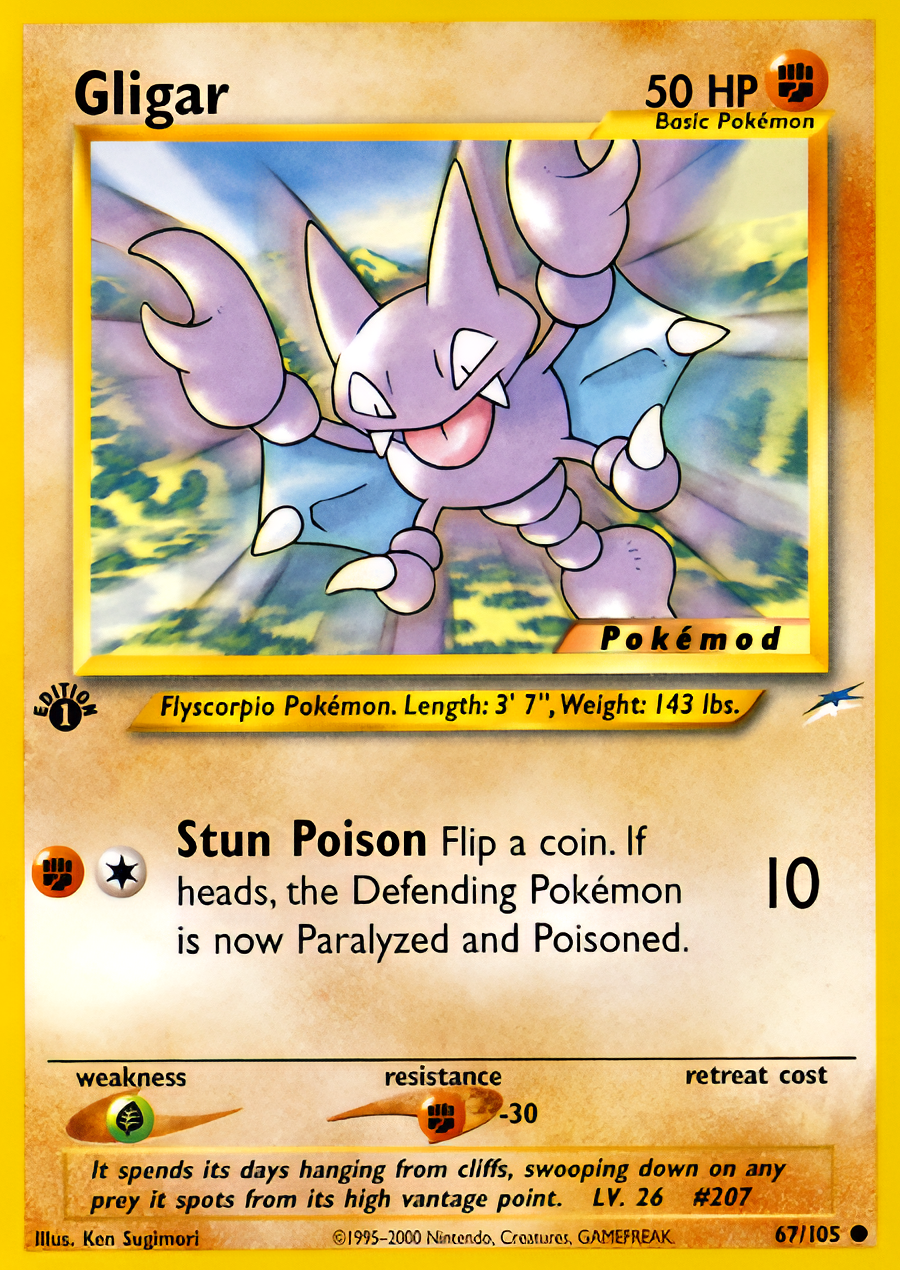 Gligar
50 HP
Basic Pokémon
Pokémod
EDITION
1
Flyscorpio Pokémon. Length: 3' 7", Weight: 143 lbs.
Stun Poison Flip a coin. If
heads, the Defending Pokémon
is now Paralyzed and Poisoned.
10
weakness
resistance
retreat cost
-30
It spends its days hanging from cliffs, swooping down on any
prey it spots from its high vantage point. LV. 26 #207
Illus. Ken Sugimori
©1995-2000 Nintendo, Creatures, GAMEFREAK.
67/105